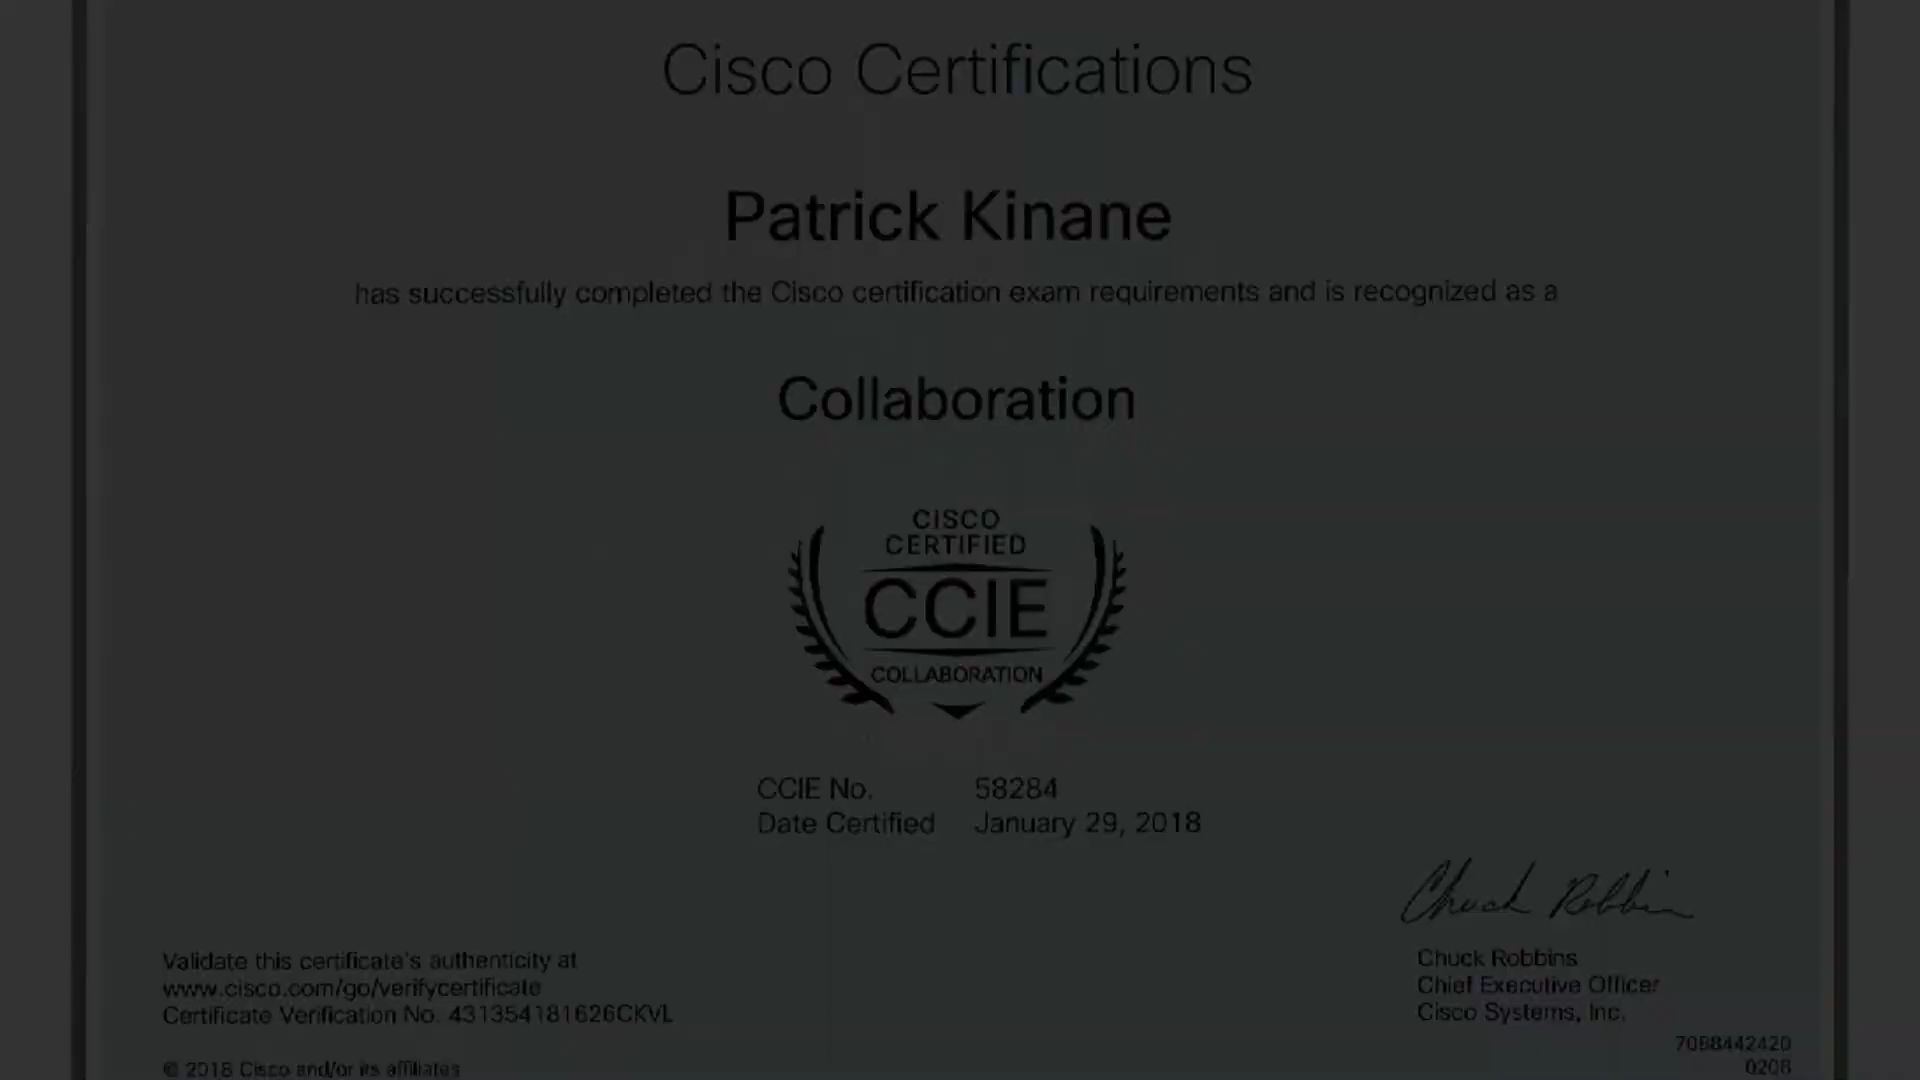 Cisco Certifications
Patrick Kinane
has successfully completed the Cisco certification exam requirements and is recognized as a
Collaboration
CISCO
CERTIFIED
CCIE
COLLABORATION
CCIE No. 58284
Date Certified January 29, 2018
Chuck Robbins
Validate this certificate's authenticity at
www.cisco.com/go/verifycertificate
Certificate Verification No. 431354181626CKVL
Chuck Robbins
Chief Executive Officer
Cisco Systems, Inc.
7088442420
0208
© 2018 Cisco and/or its affiliates